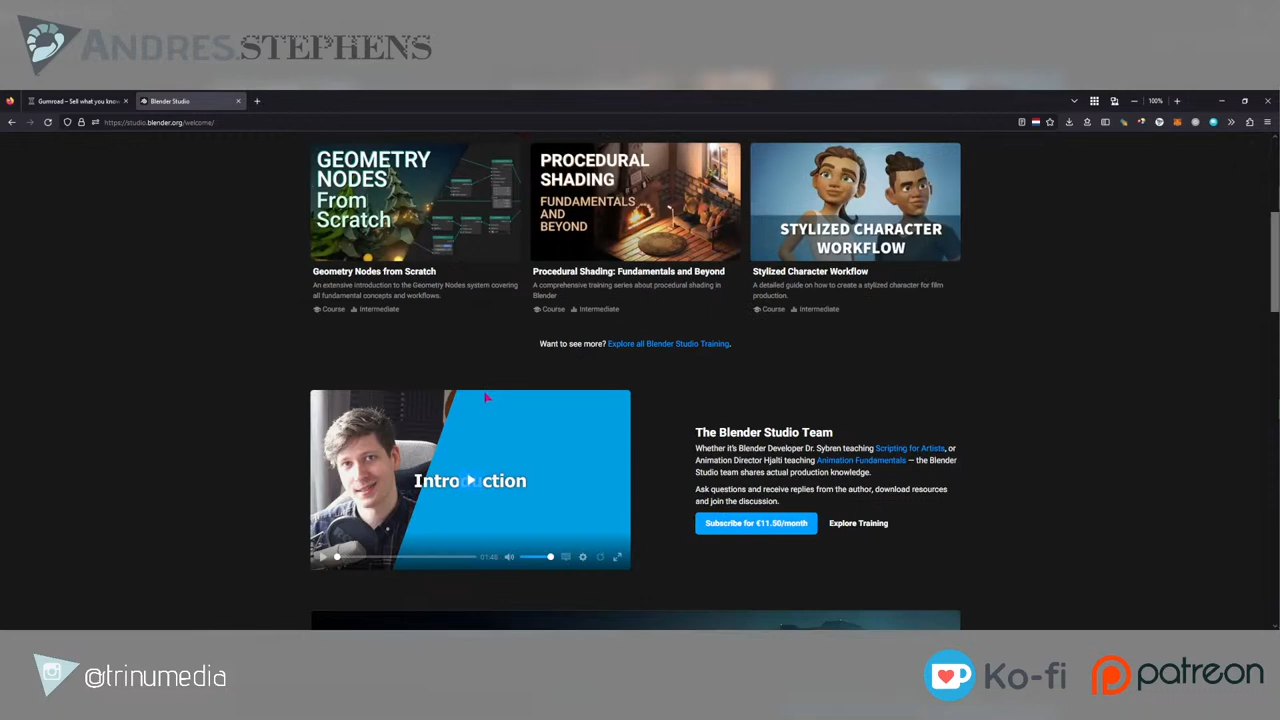 ANDRES.STEPHENS
Gumroad – Sell what you know
Blender Studio
100%
https://studio.blender.org/welcome/
GEOMETRY
NODES
From
Scratch
PROCEDURAL
SHADING
FUNDAMENTALS
AND
BEYOND
STYLIZED CHARACTER
WORKFLOW
Geometry Nodes from Scratch
An extensive introduction to the Geometry Nodes system covering
all fundamental concepts and workflows.
Course Intermediate
Procedural Shading: Fundamentals and Beyond
A comprehensive training series about procedural shading in
Blender
Course Intermediate
Stylized Character Workflow
A detailed guide on how to create a stylized character for film
production.
Course Intermediate
Want to see more? Explore all Blender Studio Training.
Introduction
01:48
The Blender Studio Team
Whether it's Blender Developer Dr. Sybren teaching Scripting for Artists, or
Animation Director Hjalti teaching Animation Fundamentals — the Blender
Studio team shares actual production knowledge.
Ask questions and receive replies from the author, download resources
and join the discussion.
Subscribe for €11.50/month
Explore Training
@trinumedia
Ko-fi
patreon